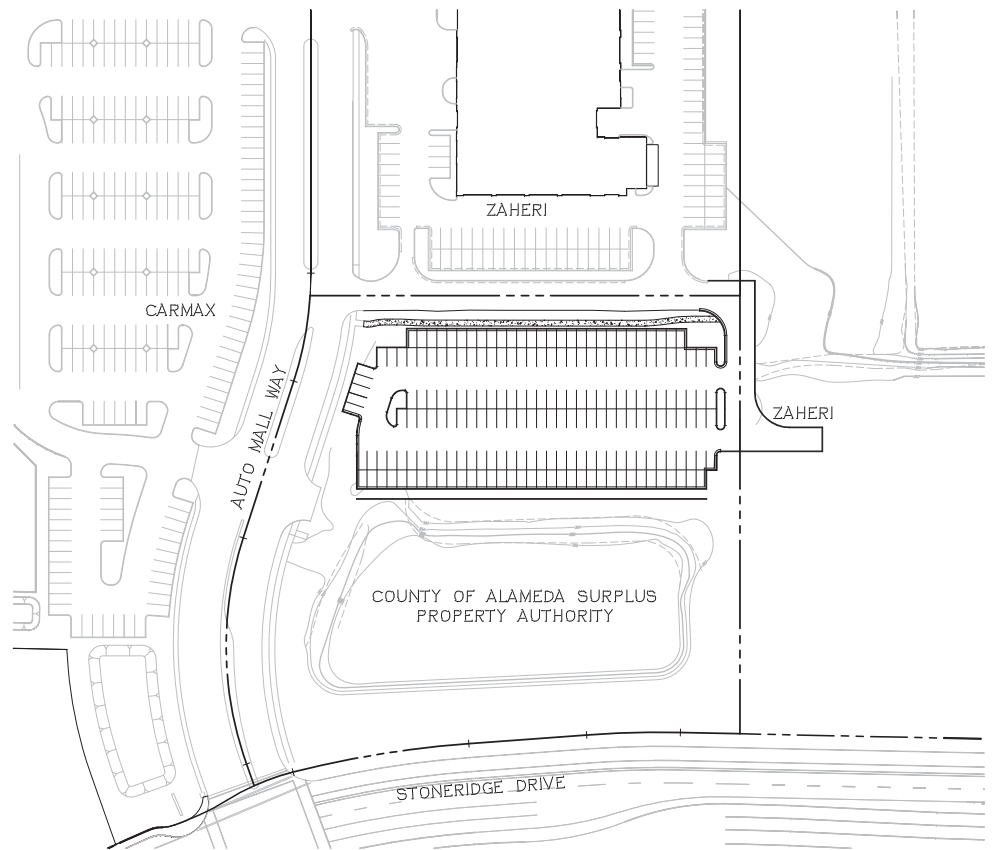 ZAHERI
CARMAX
AUTO MALL WAY
ZAHERI
COUNTY OF ALAMEDA SURPLUS
PROPERTY AUTHORITY
STONERIDGE DRIVE